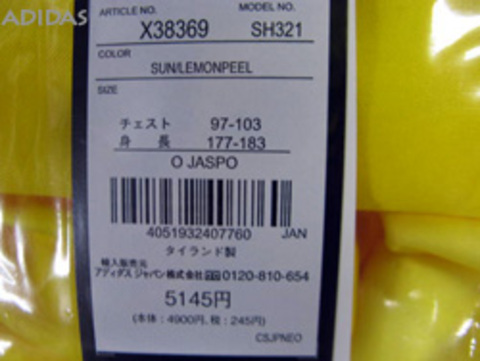 ADIDAS
ARTICLE NO. MODEL NO.
X38369 SH321
COLOR
SUN/LEMONPEEL
SIZE
チェスト 97-103
身 長 177-183
O JASPO
4051932407760 JAN
タイランド製
輸入販売元
アディダス ジャパン株式会社 0120-810-654
5145円
(本体:4900円、税:245円)
CSJPNEO